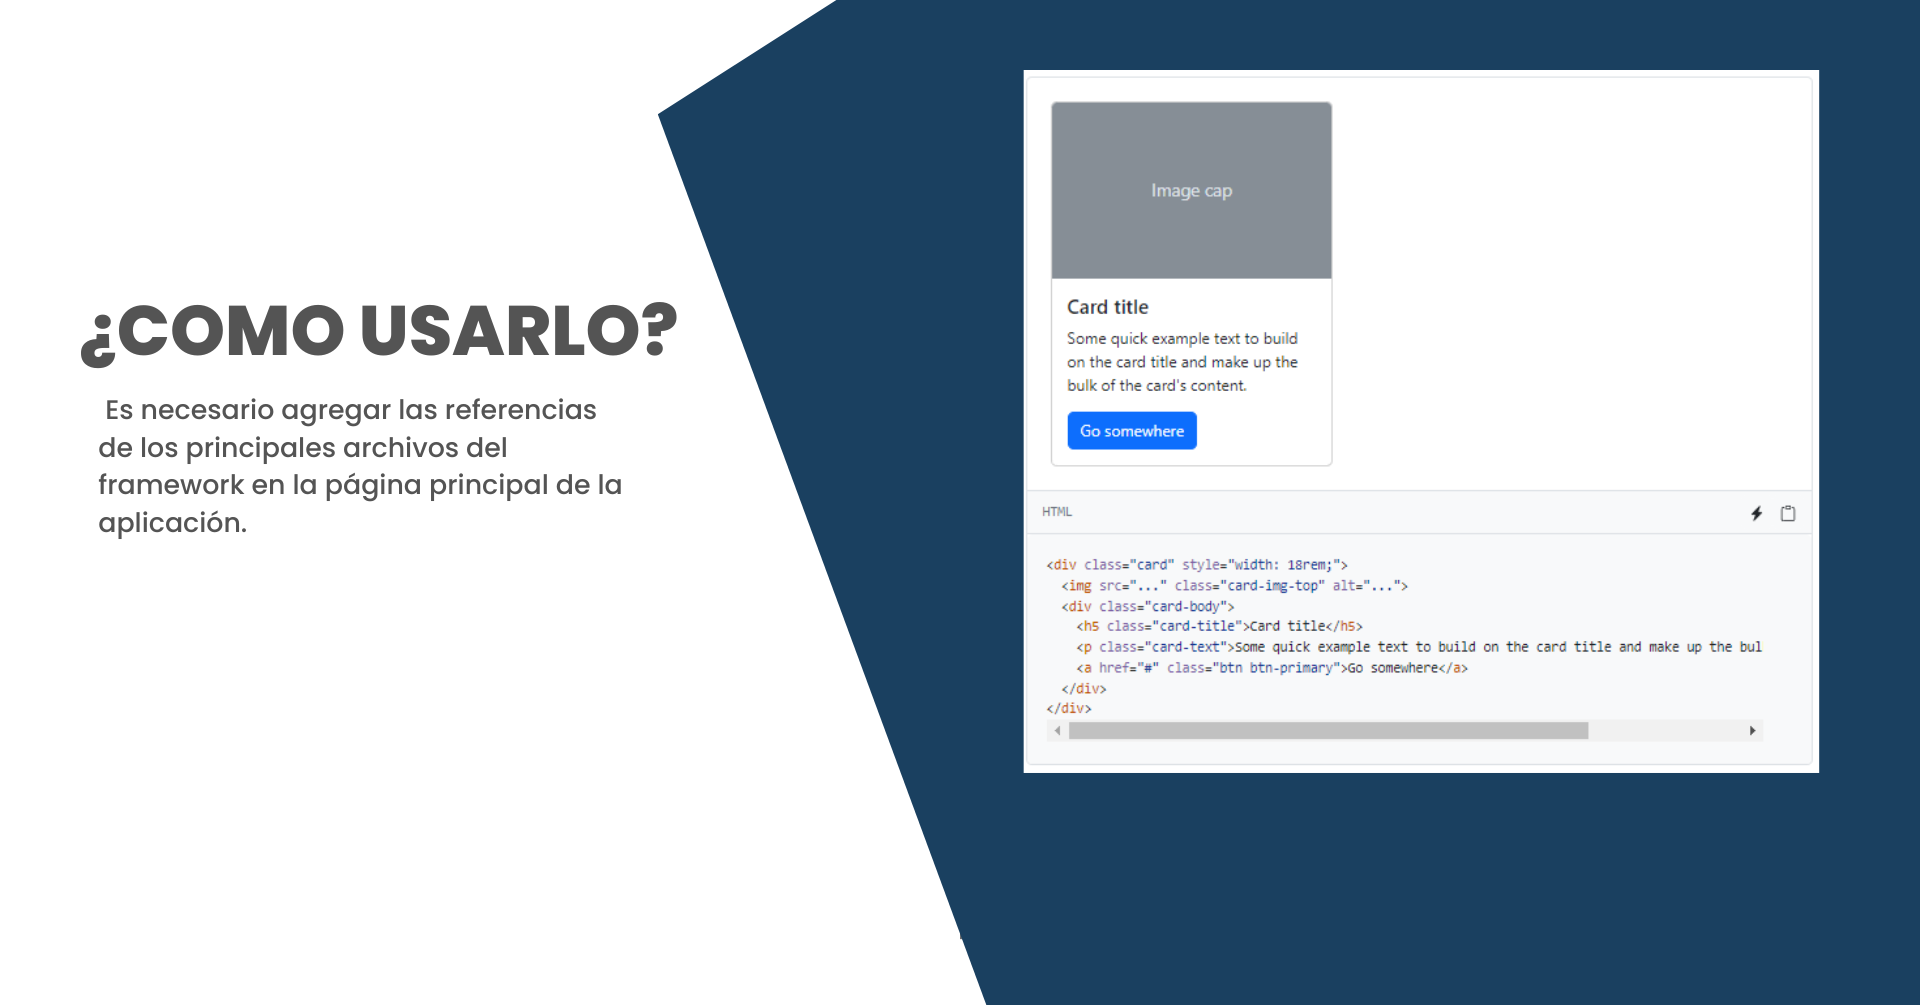 ¿COMO USARLO?
Es necesario agregar las referencias
de los principales archivos del
framework en la página principal de la
aplicación.
Image cap
Card title
Some quick example text to build
on the card title and make up the
bulk of the card's content.
Go somewhere
HTML
<div class="card" style="width: 18rem;">
  <img src="..." class="card-img-top" alt="...">
  <div class="card-body">
    <h5 class="card-title">Card title</h5>
    <p class="card-text">Some quick example text to build on the card title and make up the bul
    <a href="#" class="btn btn-primary">Go somewhere</a>
  </div>
</div>